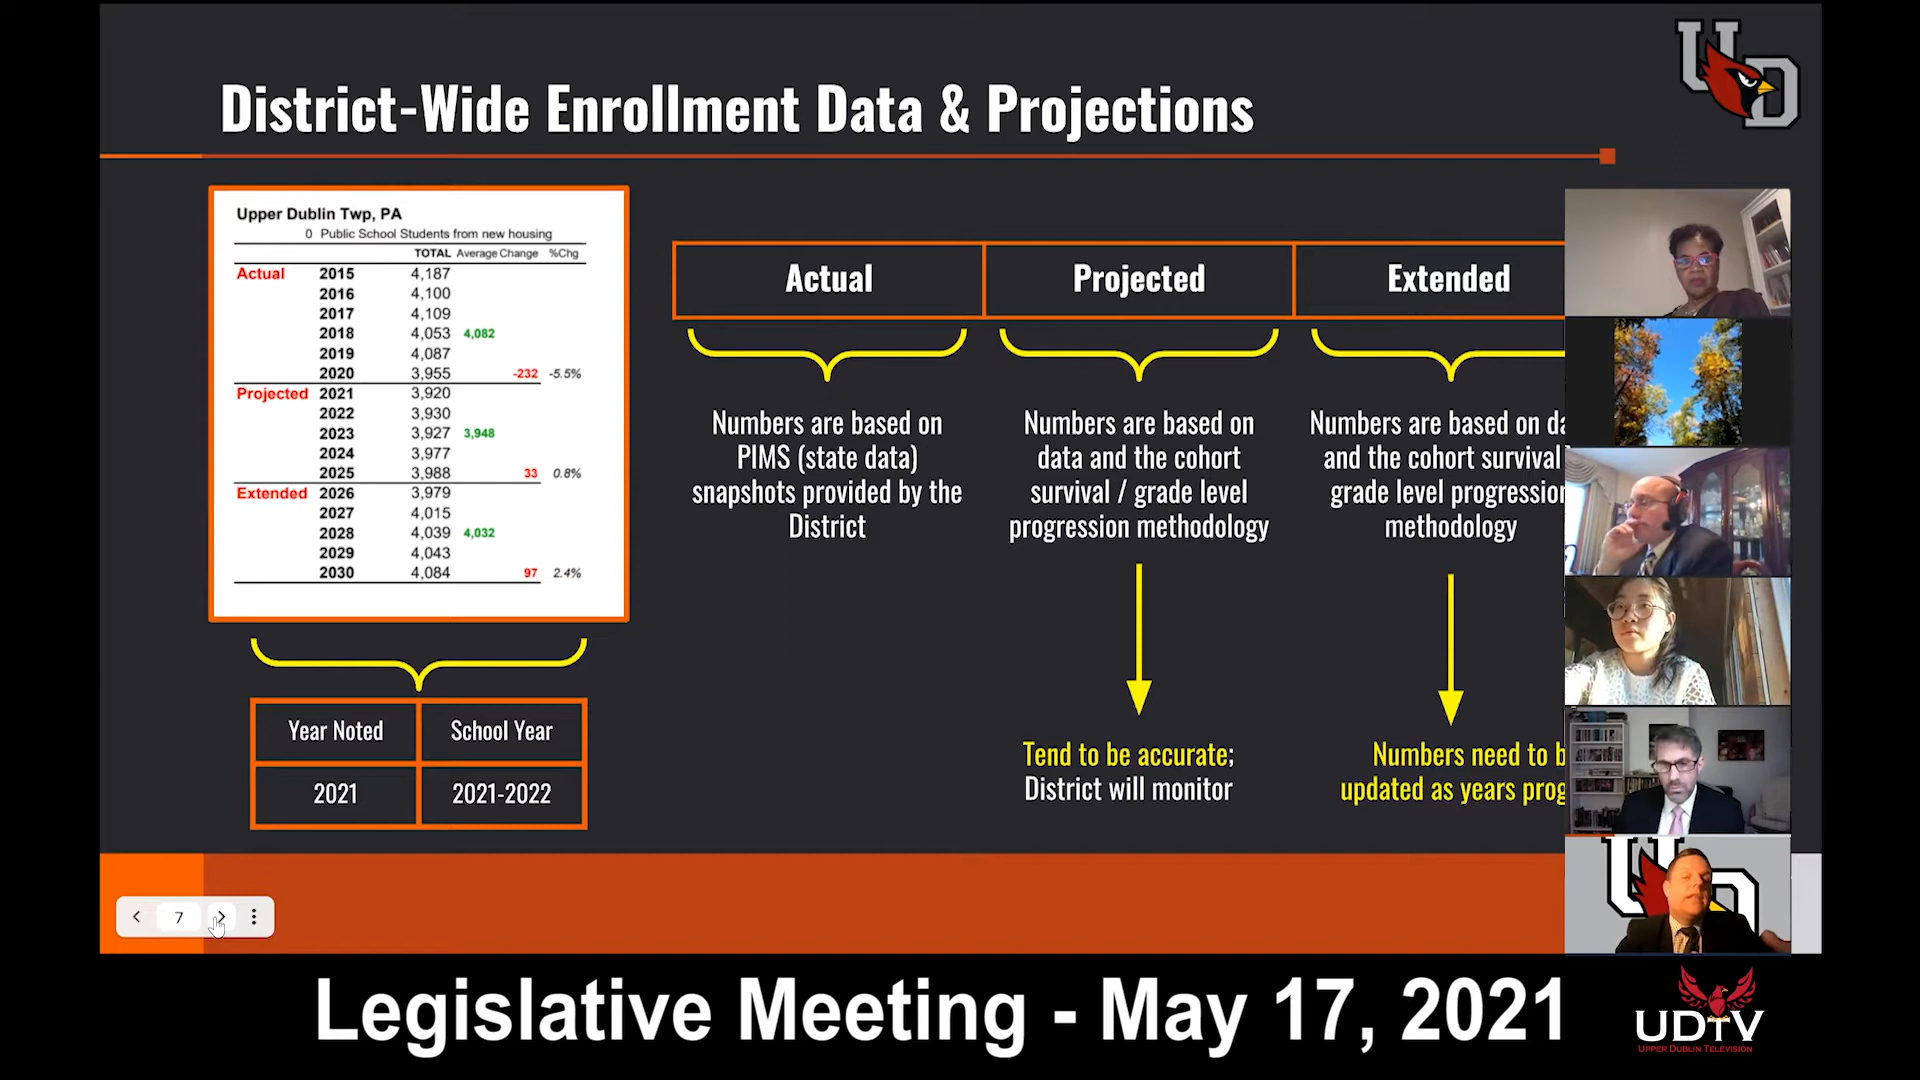 UD
District-Wide Enrollment Data & Projections
Upper Dublin Twp, PA
0 Public School Students from new housing
TOTAL Average Change %Chg
Actual 2015 4,187
2016 4,100
2017 4,109
2018 4,053 4,082
2019 4,087
2020 3,955 -232 -5.5%
Projected 2021 3,920
2022 3,930
2023 3,927 3,948
2024 3,977
2025 3,988 33 0.8%
Extended 2026 3,979
2027 4,015
2028 4,039 4,032
2029 4,043
2030 4,084 97 2.4%
Year Noted School Year
2021 2021-2022
Actual Projected Extended
Numbers are based on
PIMS (state data)
snapshots provided by the
District
Numbers are based on
data and the cohort
survival / grade level
progression methodology
Tend to be accurate;
District will monitor
Numbers are based on da
and the cohort survival
grade level progression
methodology
Numbers need to b
updated as years prog
7
UD
Legislative Meeting - May 17, 2021
UDTV
UPPER DUBLIN TELEVISION